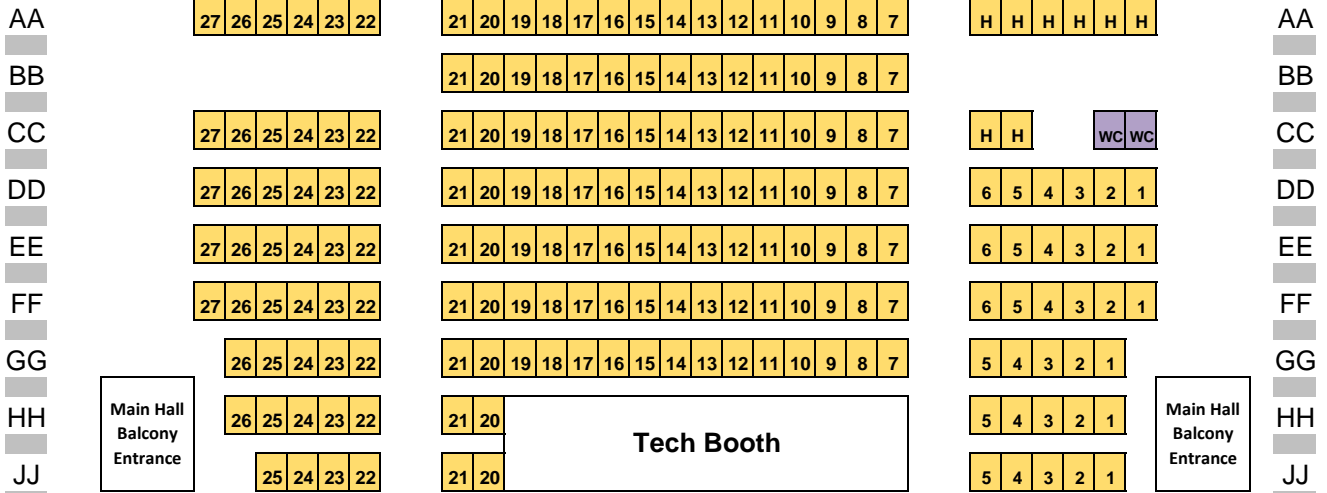 AA 27 26 25 24 23 22 21 20 19 18 17 16 15 14 13 12 11 10 9 8 7 H H H H H H AA
BB 21 20 19 18 17 16 15 14 13 12 11 10 9 8 7 BB
CC 27 26 25 24 23 22 21 20 19 18 17 16 15 14 13 12 11 10 9 8 7 H H WC WC CC
DD 27 26 25 24 23 22 21 20 19 18 17 16 15 14 13 12 11 10 9 8 7 6 5 4 3 2 1 DD
EE 27 26 25 24 23 22 21 20 19 18 17 16 15 14 13 12 11 10 9 8 7 6 5 4 3 2 1 EE
FF 27 26 25 24 23 22 21 20 19 18 17 16 15 14 13 12 11 10 9 8 7 6 5 4 3 2 1 FF
GG 26 25 24 23 22 21 20 19 18 17 16 15 14 13 12 11 10 9 8 7 5 4 3 2 1 GG
HH 26 25 24 23 22 21 20 5 4 3 2 1 HH
JJ 25 24 23 22 21 20 5 4 3 2 1 JJ
Main Hall
Balcony
Entrance
Tech Booth
Main Hall
Balcony
Entrance